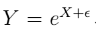 $Y = e^{X+\epsilon}$.